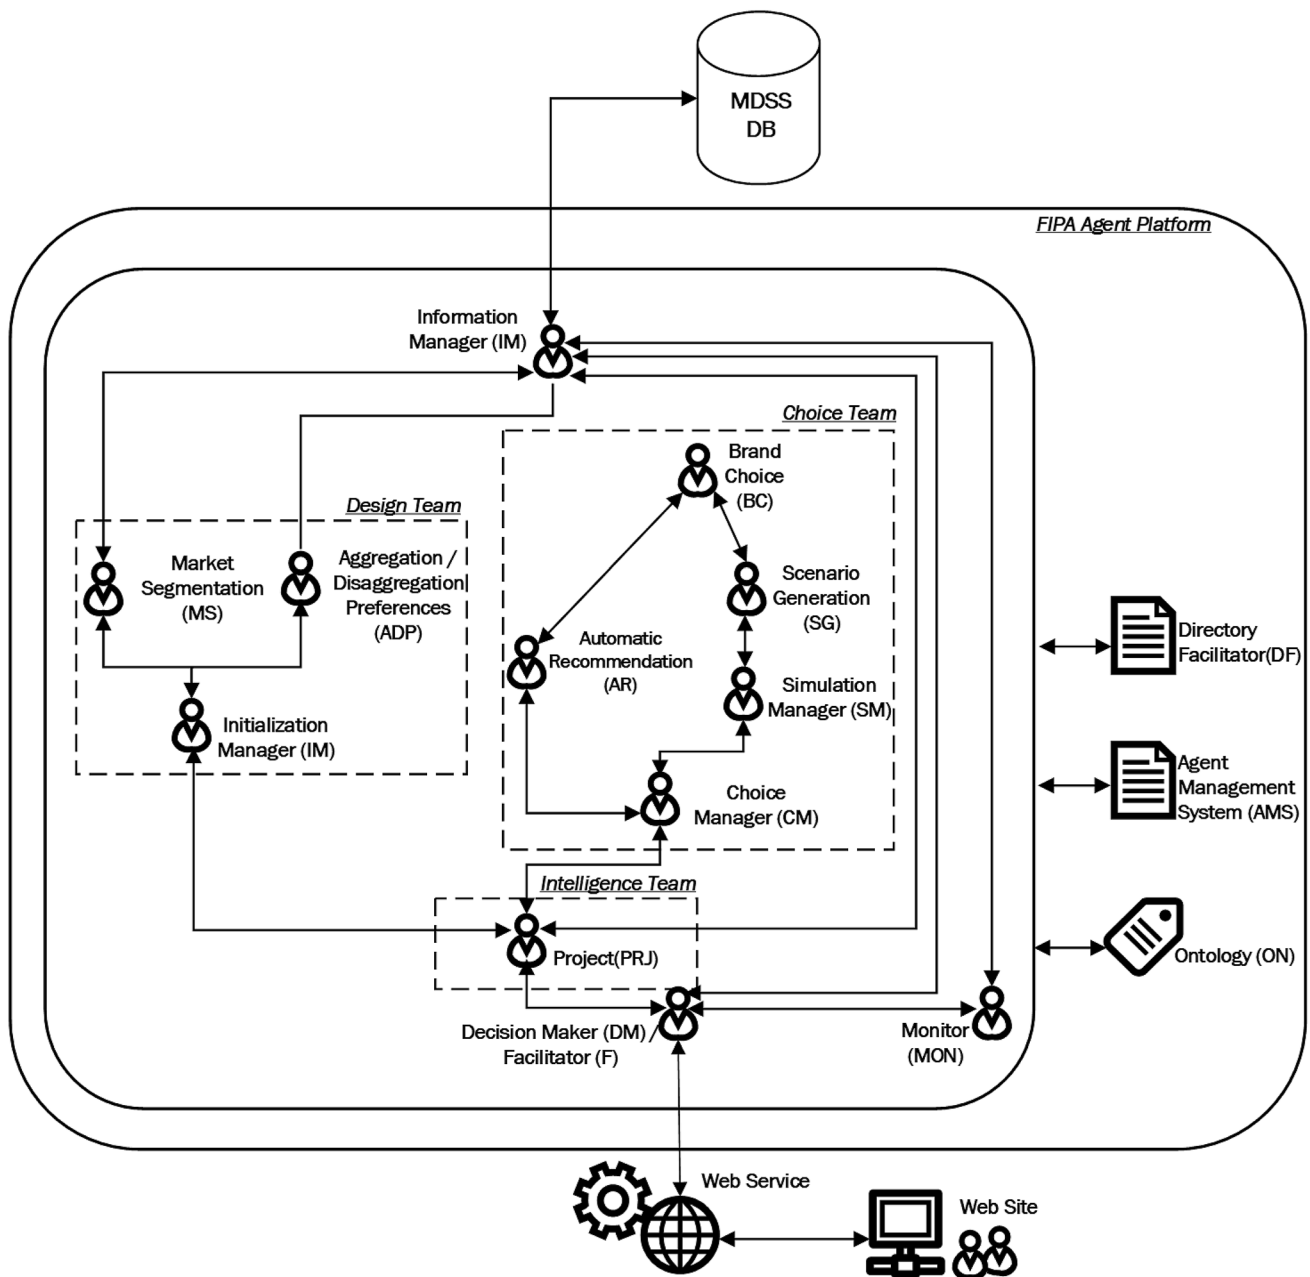 MDSS
DB
FIPA Agent Platform
Information
Manager (IM)
Choice Team
Brand
Choice
(BC)
Design Team
Market
Segmentation
(MS)
Aggregation /
Disaggregation
Preferences
(ADP)
Scenario
Generation
(SG)
Automatic
Recommendation
(AR)
Simulation
Manager (SM)
Initialization
Manager (IM)
Choice
Manager (CM)
Directory
Facilitator(DF)
Agent
Management
System (AMS)
Intelligence Team
Project(PRJ)
Ontology (ON)
Decision Maker (DM) /
Facilitator (F)
Monitor
(MON)
Web Service
Web Site